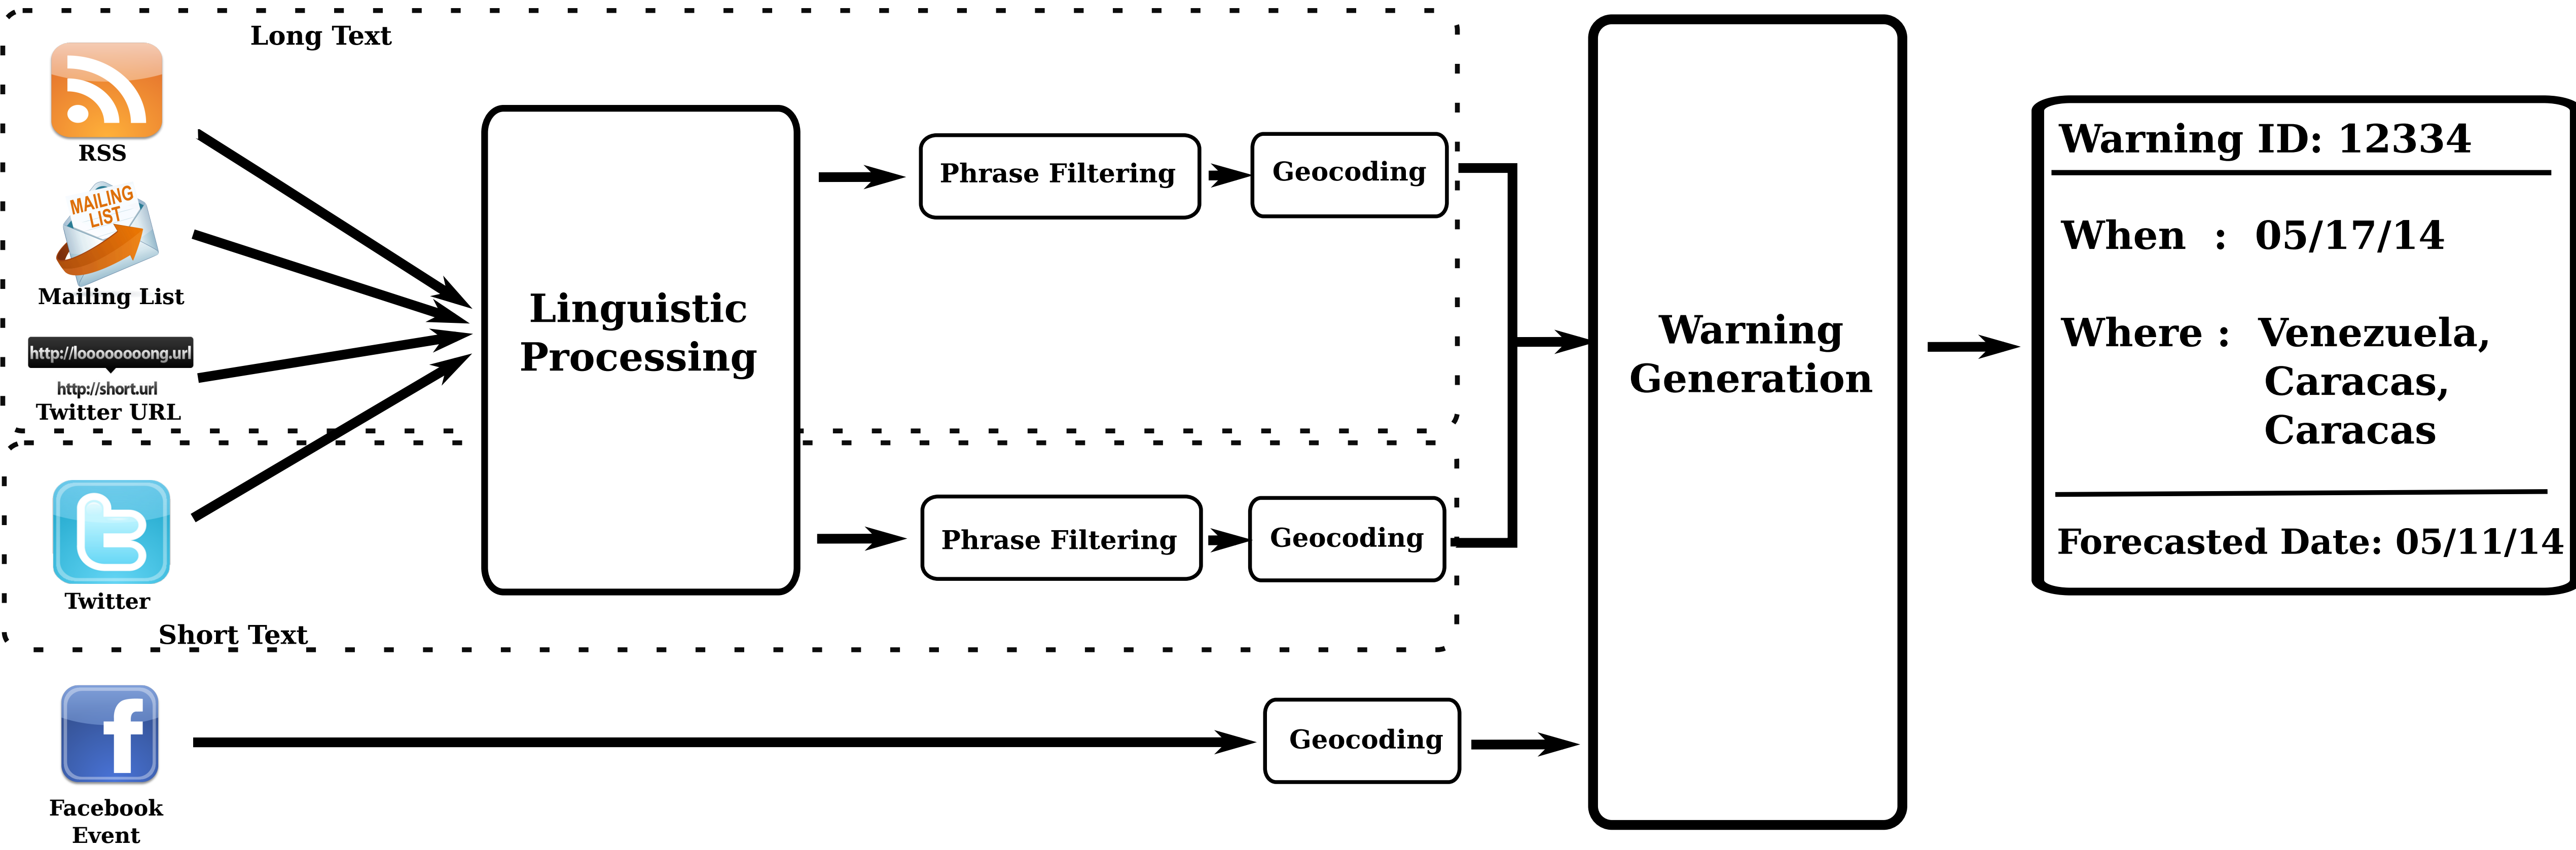 Long Text
RSS
MAILING
LIST
Mailing List
http://looooooooong.url
http://short.url
Twitter URL
Twitter
Short Text
Facebook
Event
Linguistic
Processing
Phrase Filtering
Geocoding
Phrase Filtering
Geocoding
Geocoding
Warning
Generation
Warning ID: 12334
When : 05/17/14
Where : Venezuela,
Caracas,
Caracas
Forecasted Date: 05/11/14